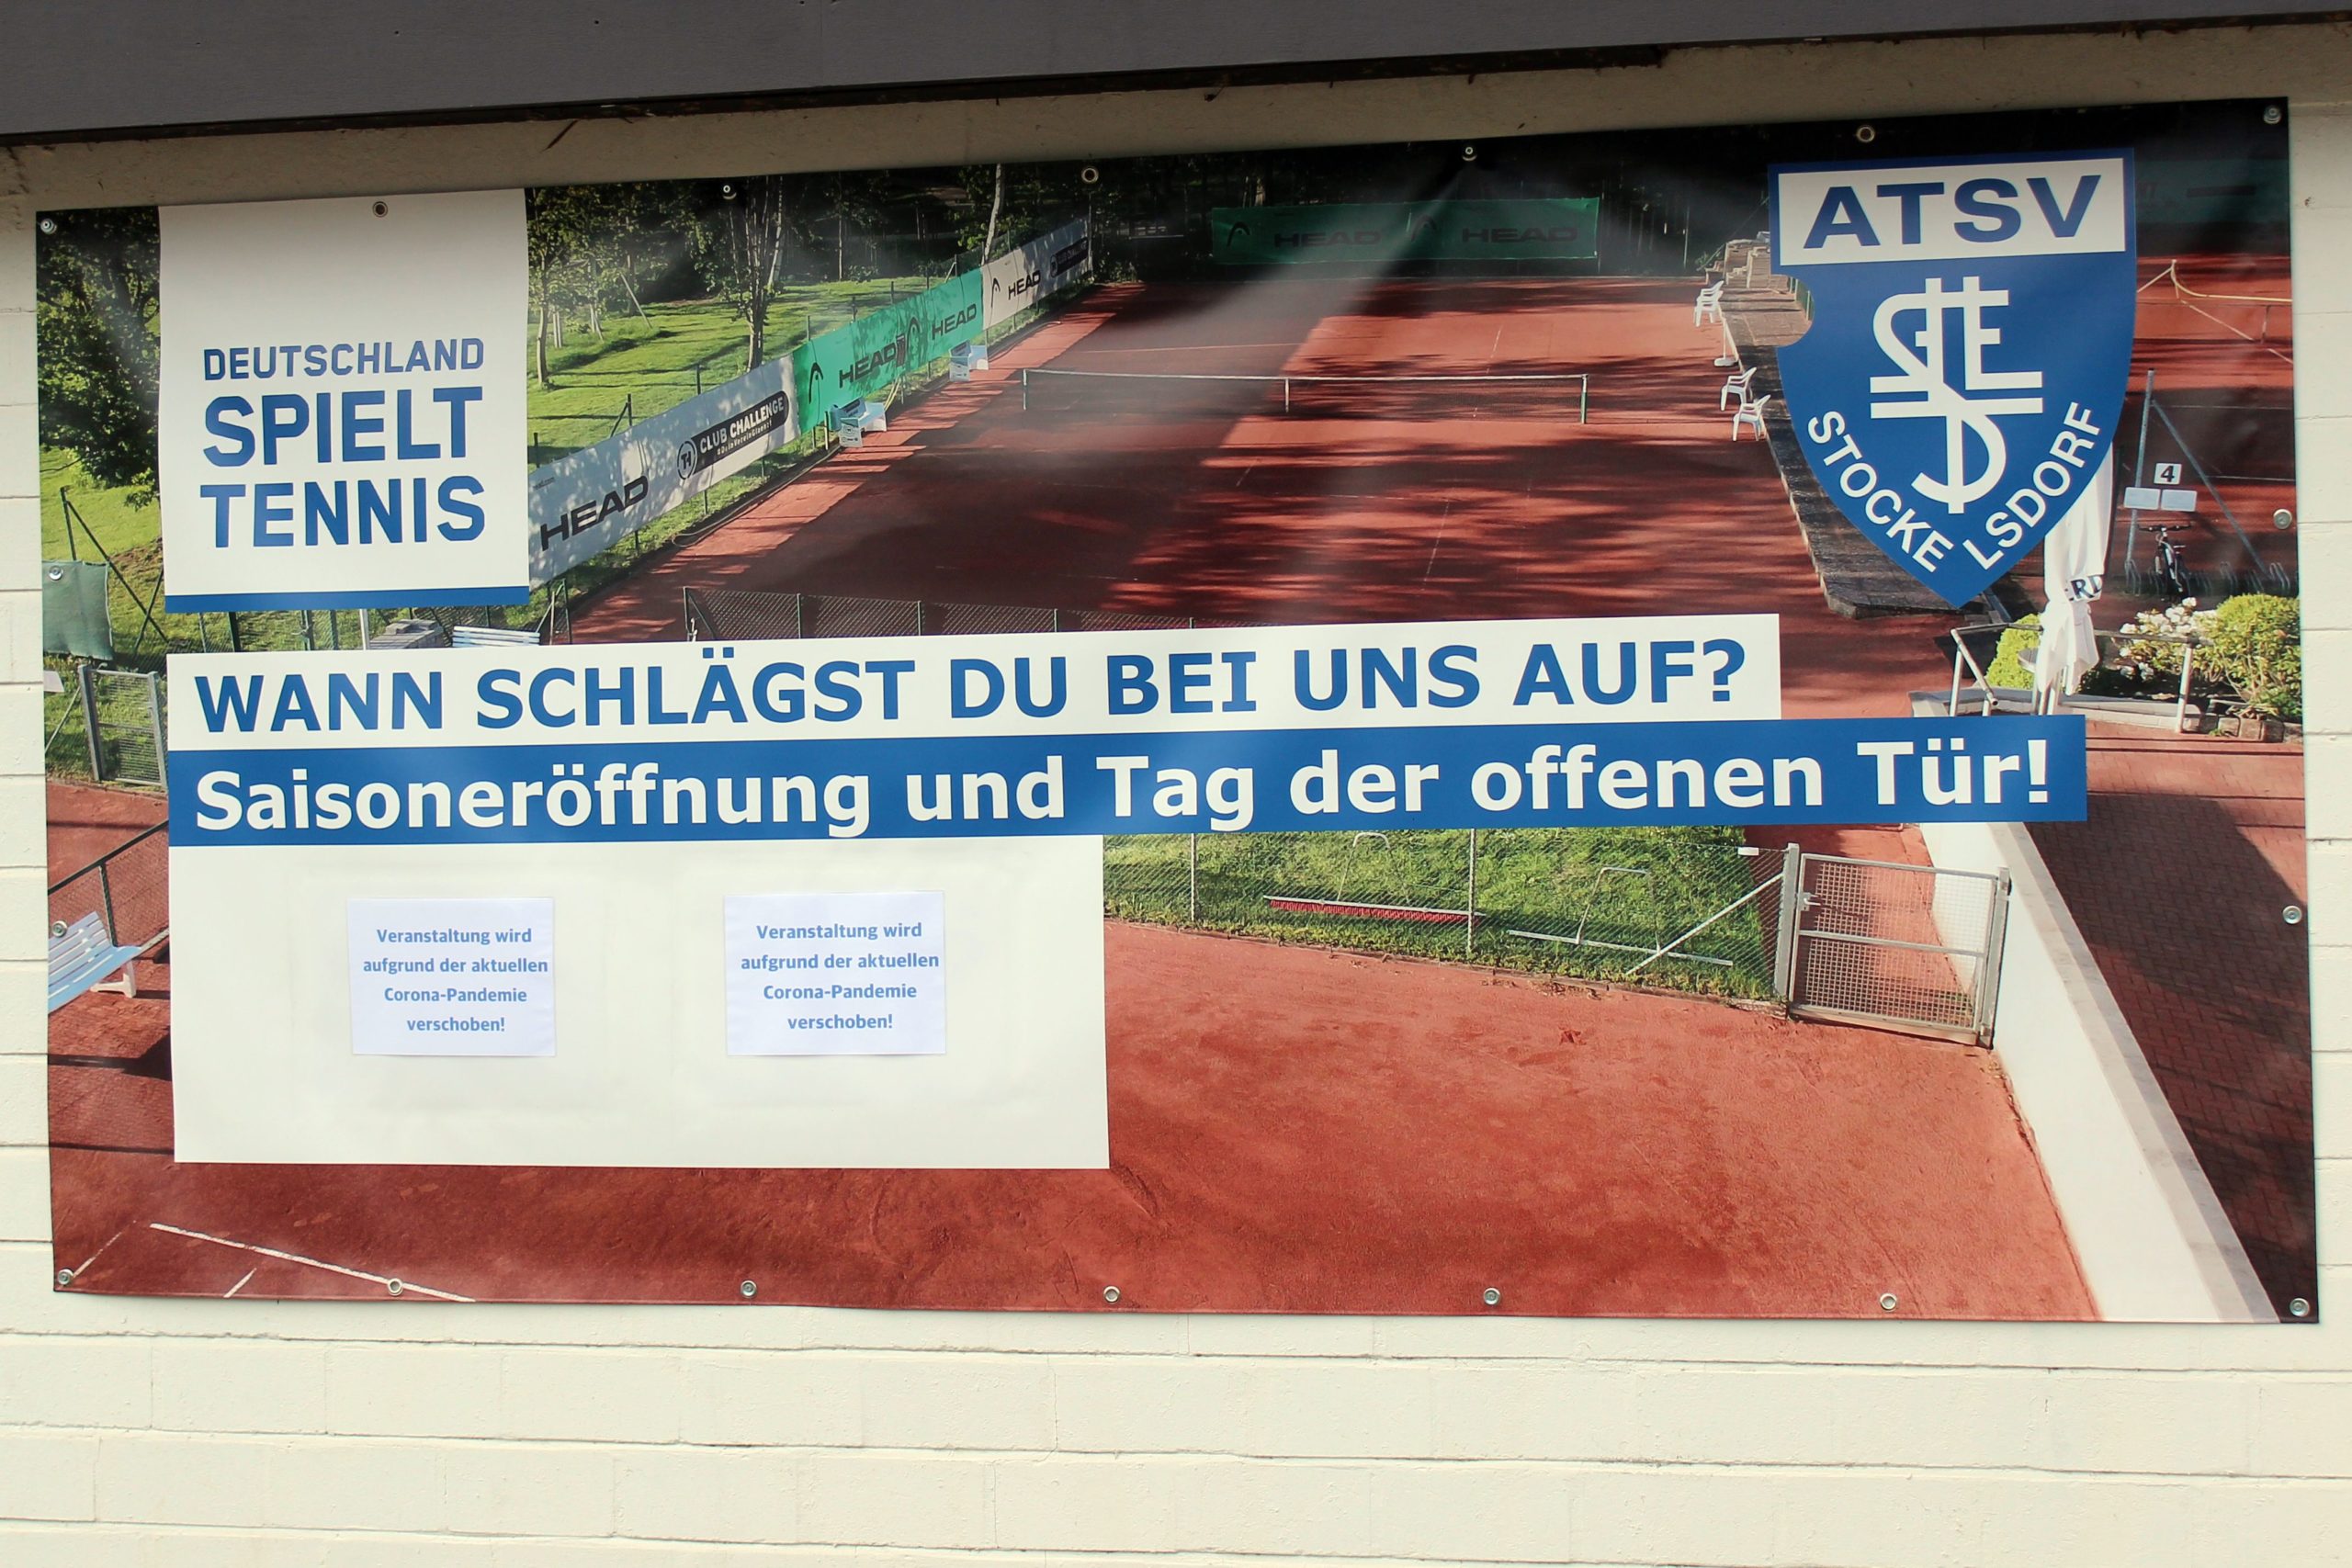 DEUTSCHLAND
SPIELT
TENNIS
ATSV
STOCKELSDORF
HEAD
CLUB CHALLENGE
HEAD HEAD
HEAD
HEAD HEAD
4
WANN SCHLÄGST DU BEI UNS AUF?
Saisoneröffnung und Tag der offenen Tür!
Veranstaltung wird
aufgrund der aktuellen
Corona-Pandemie
verschoben!
Veranstaltung wird
aufgrund der aktuellen
Corona-Pandemie
verschoben!